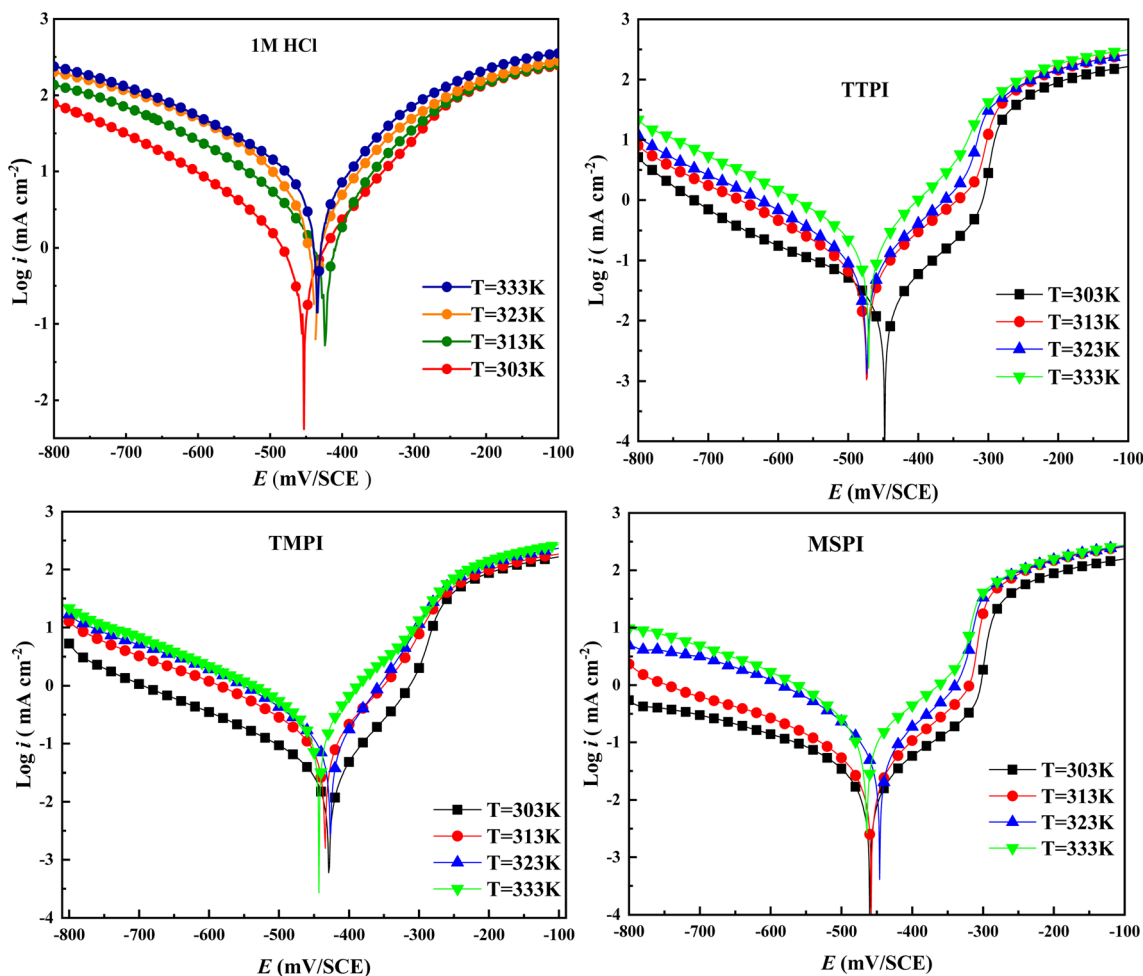 1M HCl
Log i (mA cm-2)
3
2
1
0
-1
-2
T=333K
T=323K
T=313K
T=303K
-800 -700 -600 -500 -400 -300 -200 -100
E (mV/SCE )
TTPI
Log i ( mA cm-2)
3
2
1
0
-1
-2
-3
-4
T=303K
T=313K
T=323K
T=333K
-800 -700 -600 -500 -400 -300 -200 -100
E (mV/SCE)
TMPI
Log i ( mA cm-2)
3
2
1
0
-1
-2
-3
-4
T=303K
T=313K
T=323K
T=333K
-800 -700 -600 -500 -400 -300 -200 -100
E (mV/SCE)
MSPI
Log i ( mA cm-2)
3
2
1
0
-1
-2
-3
-4
T=303K
T=313K
T=323K
T=333K
-800 -700 -600 -500 -400 -300 -200 -100
E (mV/SCE)